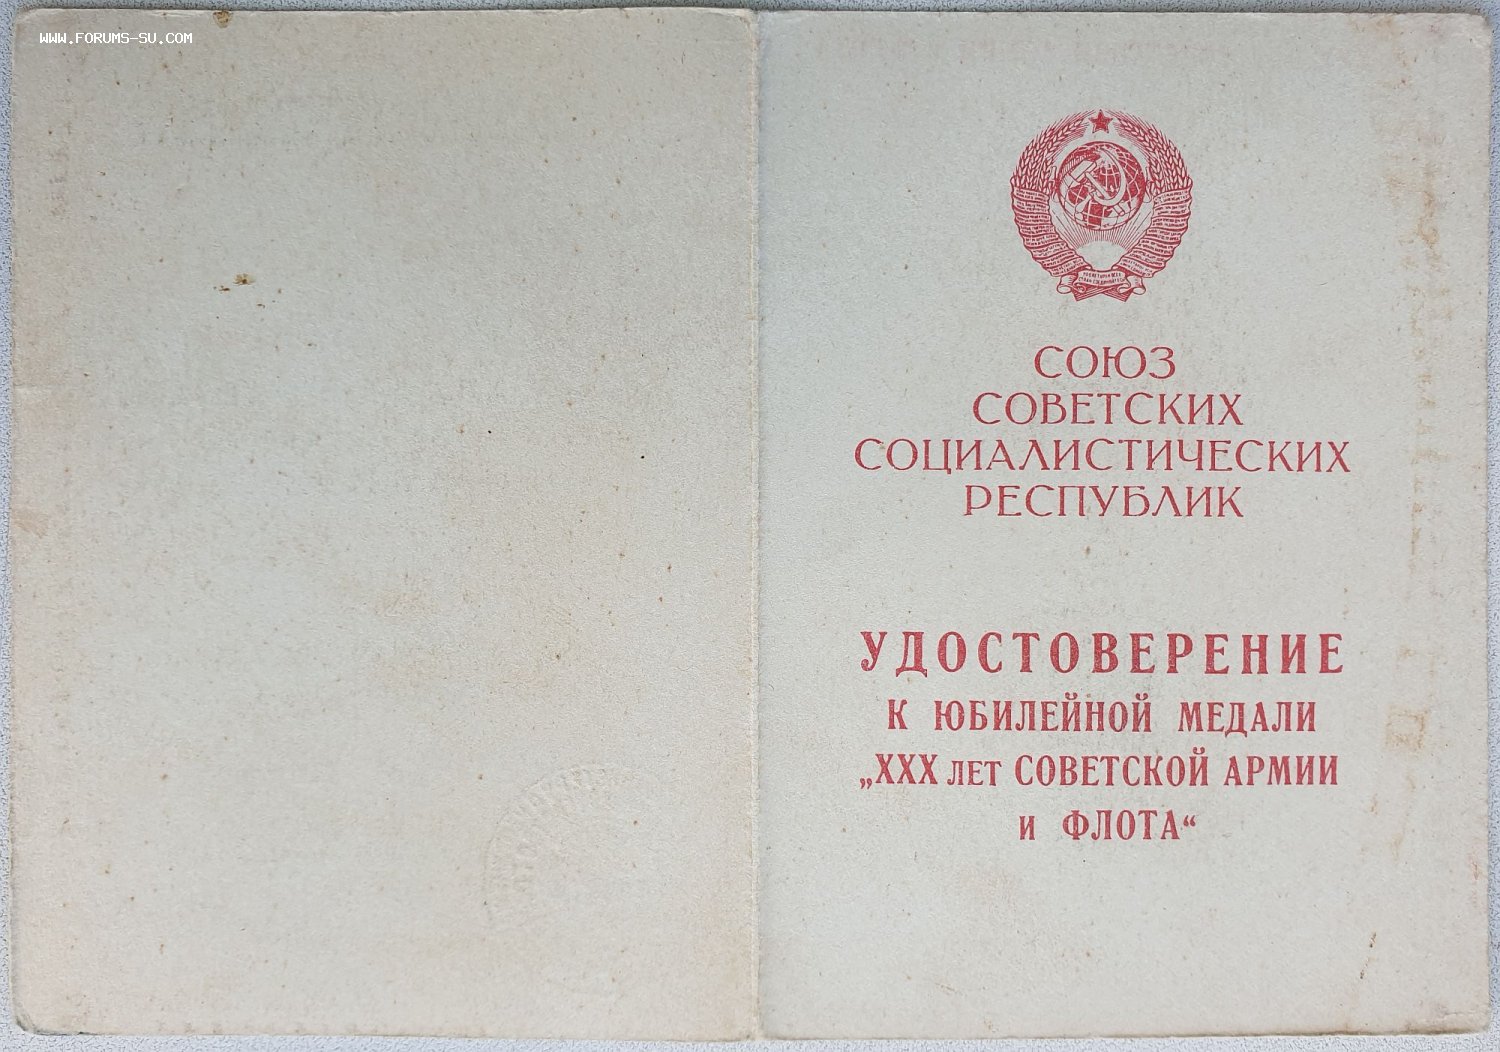 WWW.FORUMS-SU.COM
СОЮЗ
СОВЕТСКИХ
СОЦИАЛИСТИЧЕСКИХ
РЕСПУБЛИК
УДОСТОВЕРЕНИЕ
К ЮБИЛЕЙНОЙ МЕДАЛИ
„XXX ЛЕТ СОВЕТСКОЙ АРМИИ
И ФЛОТА“